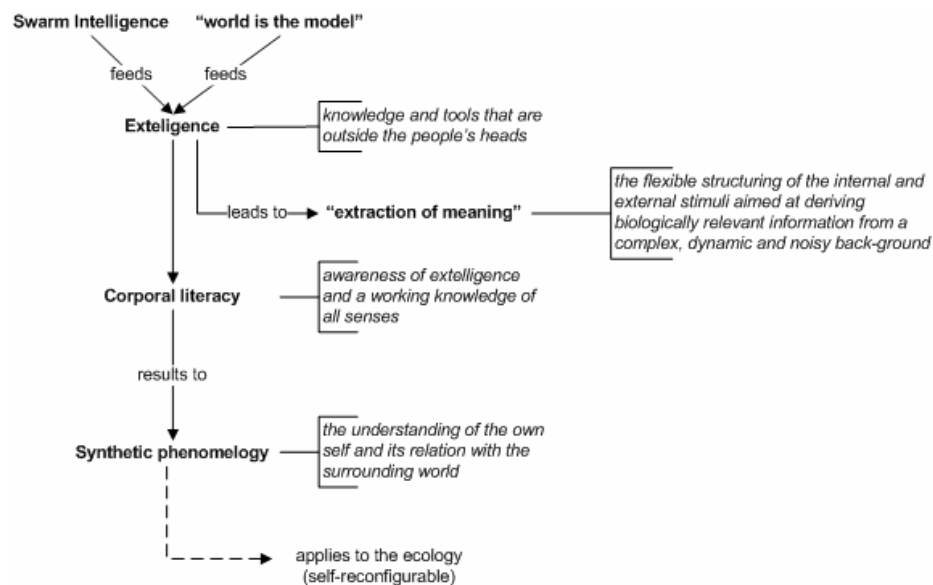 Swarm Intelligence
“world is the model”
feeds
feeds
Exteligence
knowledge and tools that are
outside the people’s heads
leads to
“extraction of meaning”
the flexible structuring of the internal and
external stimuli aimed at deriving
biologically relevant information from a
complex, dynamic and noisy back-ground
Corporal literacy
awareness of extelligence
and a working knowledge of
all senses
results to
Synthetic phenomelogy
the understanding of the own
self and its relation with the
surrounding world
applies to the ecology
(self-reconfigurable)